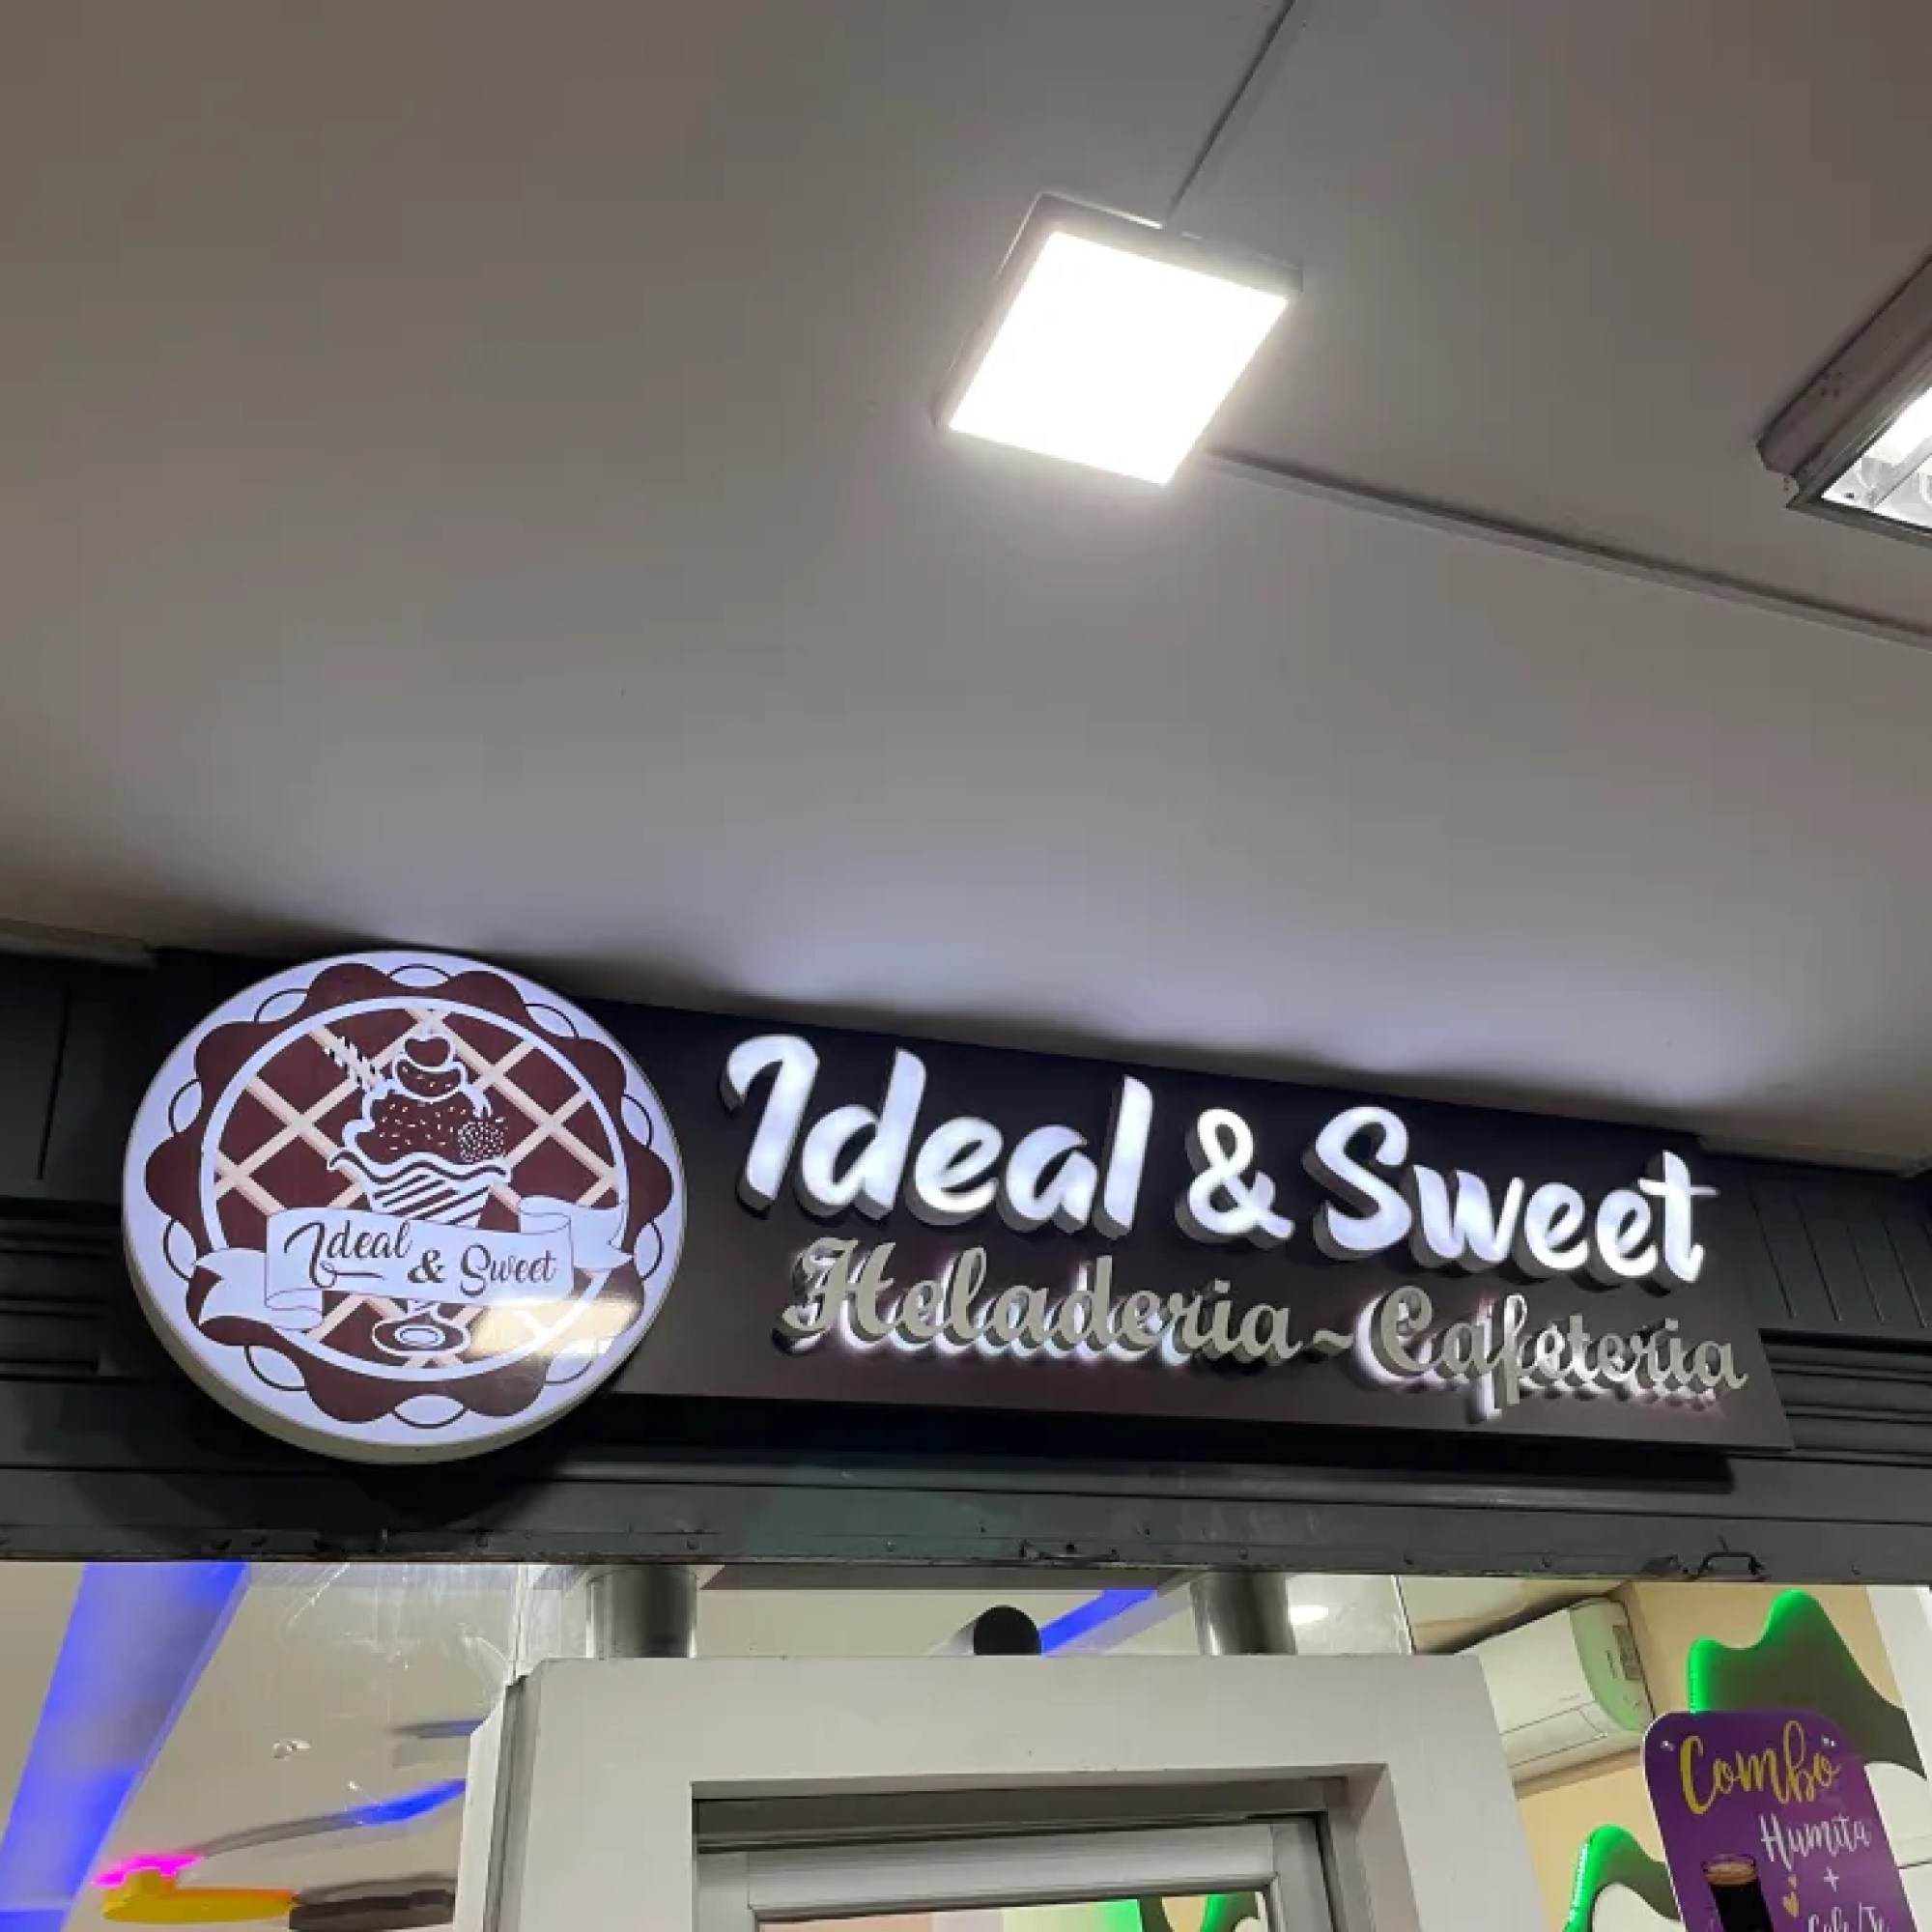 Ideal & Sweet
Heladeria~Cafeteria
Ideal & Sweet
"Combo"
Humita
+